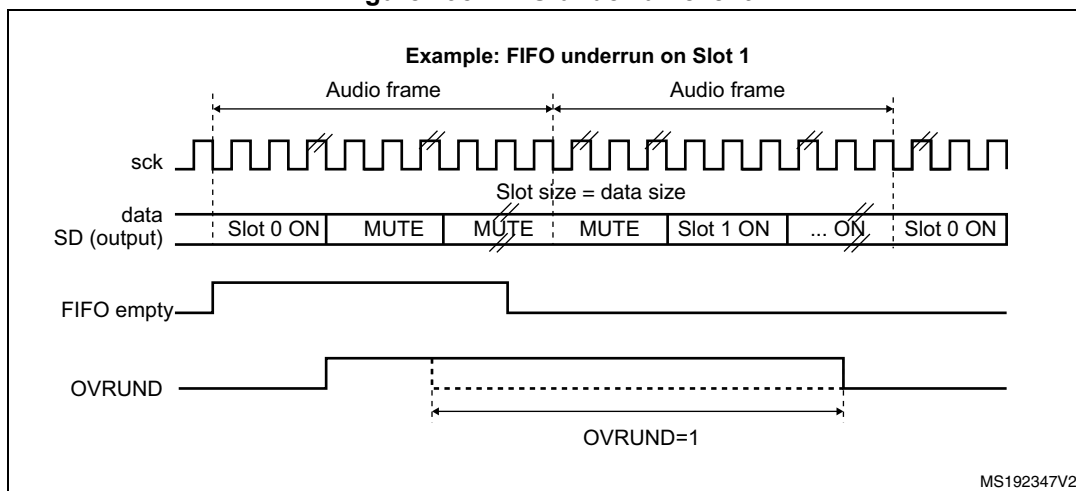 Example: FIFO underrun on Slot 1
Audio frame Audio frame
sck
Slot size = data size
data
SD (output) Slot 0 ON MUTE MUTE MUTE Slot 1 ON ... ON Slot 0 ON
FIFO empty
OVRUND
OVRUND=1
MS192347V2